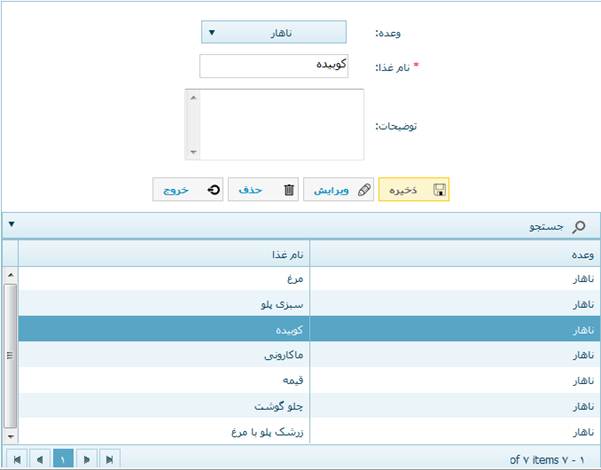 وعده: ناهار
* نام غذا: کوبیده
توضیحات:
ذخیره ویرایش حذف خروج
جستجو
وعده نام غذا
ناهار مرغ
ناهار سبزی پلو
ناهار کوبیده
ناهار ماکارونی
ناهار قیمه
ناهار چلو گوشت
ناهار زرشک پلو با مرغ
۱
۱ - ۷ of ۷ items